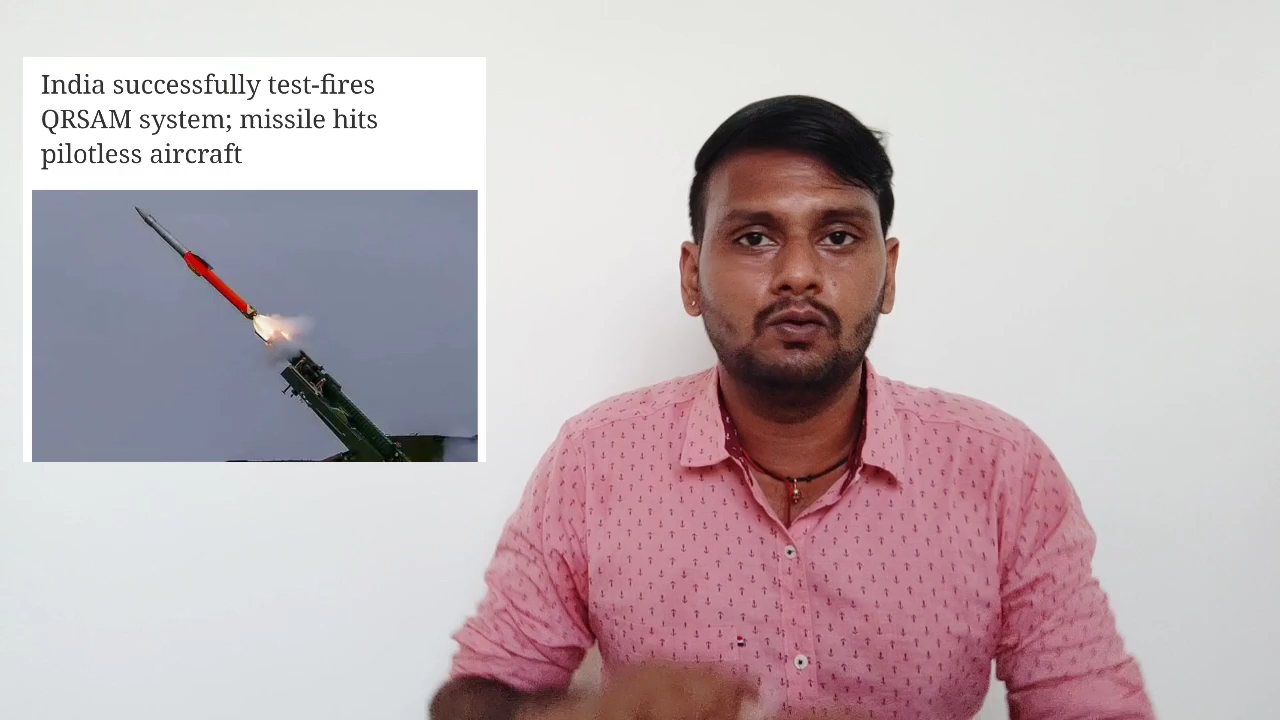 India successfully test-fires
QRSAM system; missile hits
pilotless aircraft